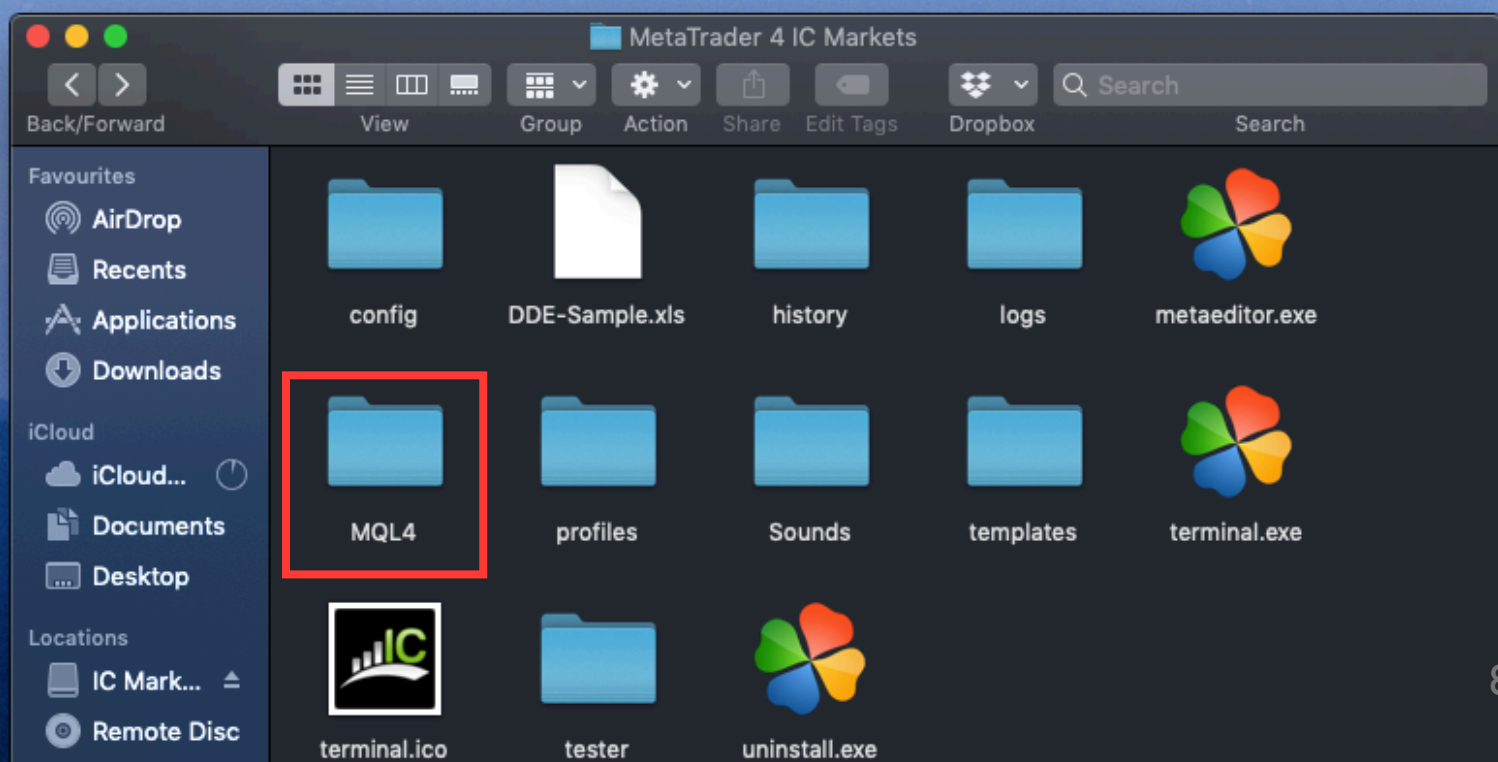 MetaTrader 4 IC Markets
Search
Back/Forward
View
Group
Action
Share
Edit Tags
Dropbox
Search
Favourites
AirDrop
Recents
Applications
Downloads
iCloud
iCloud...
Documents
Desktop
Locations
IC Mark...
Remote Disc
config
DDE-Sample.xls
history
logs
metaeditor.exe
MQL4
profiles
Sounds
templates
terminal.exe
IC
terminal.ico
tester
uninstall.exe
8